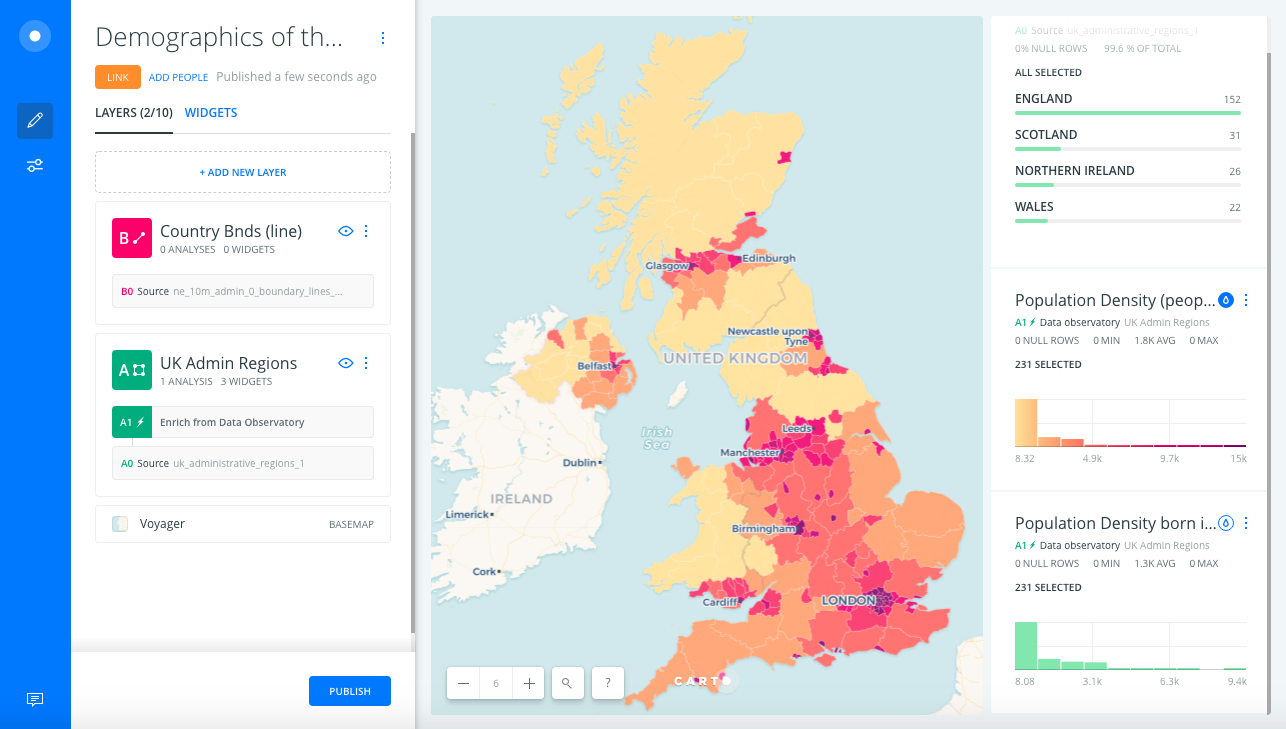 Demographics of th...
LINK
ADD PEOPLE
Published a few seconds ago
LAYERS (2/10)
WIDGETS
+ ADD NEW LAYER
B
Country Bnds (line)
0 ANALYSES 0 WIDGETS
B0 Source ne_10m_admin_0_boundary_lines_...
A
UK Admin Regions
1 ANALYSIS 3 WIDGETS
A1 Enrich from Data Observatory
A0 Source uk_administrative_regions_1
Voyager
BASEMAP
PUBLISH
Glasgow
Edinburgh
Newcastle upon
Tyne
UNITED KINGDOM
Belfast
Irish
Sea
Leeds
Manchester
Dublin
IRELAND
Limerick
Birmingham
Cork
Cardiff
LONDON
6
?
CARTO
A0 Source uk_administrative_regions_1
0% NULL ROWS 99.6 % OF TOTAL
ALL SELECTED
ENGLAND 152
SCOTLAND 31
NORTHERN IRELAND 26
WALES 22
Population Density (peop...
A1 Data observatory UK Admin Regions
0 NULL ROWS 0 MIN 1.8K AVG 0 MAX
231 SELECTED
8.32 4.9k 9.7k 15k
Population Density born i...
A1 Data observatory UK Admin Regions
0 NULL ROWS 0 MIN 1.3K AVG 0 MAX
231 SELECTED
8.08 3.1k 6.3k 9.4k